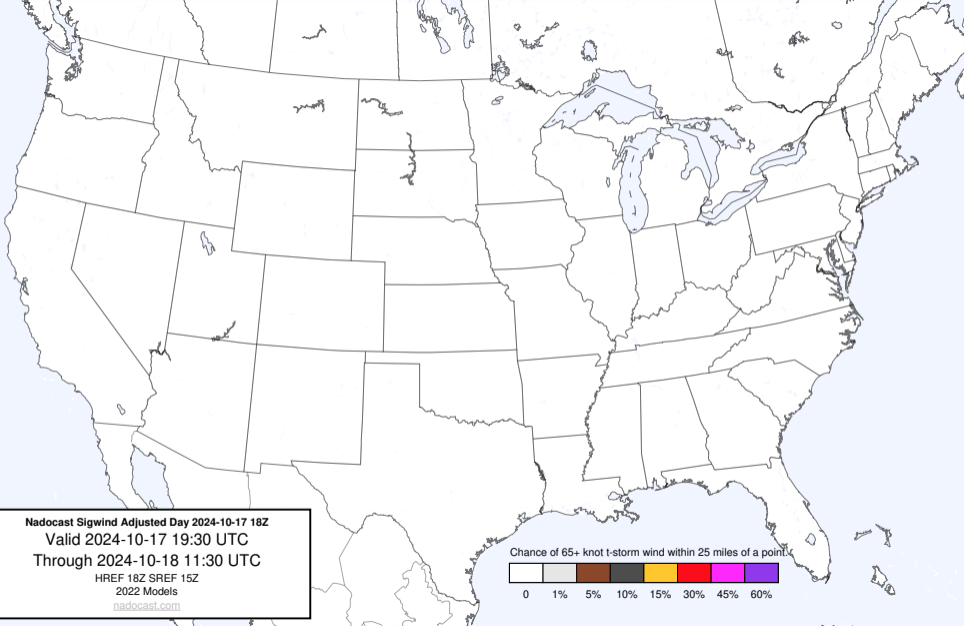 Nadocast Sigwind Adjusted Day 2024-10-17 18Z
Valid 2024-10-17 19:30 UTC
Through 2024-10-18 11:30 UTC
HREF 18Z SREF 15Z
2022 Models
nadocast.com
Chance of 65+ knot t-storm wind within 25 miles of a point.
0 1% 5% 10% 15% 30% 45% 60%